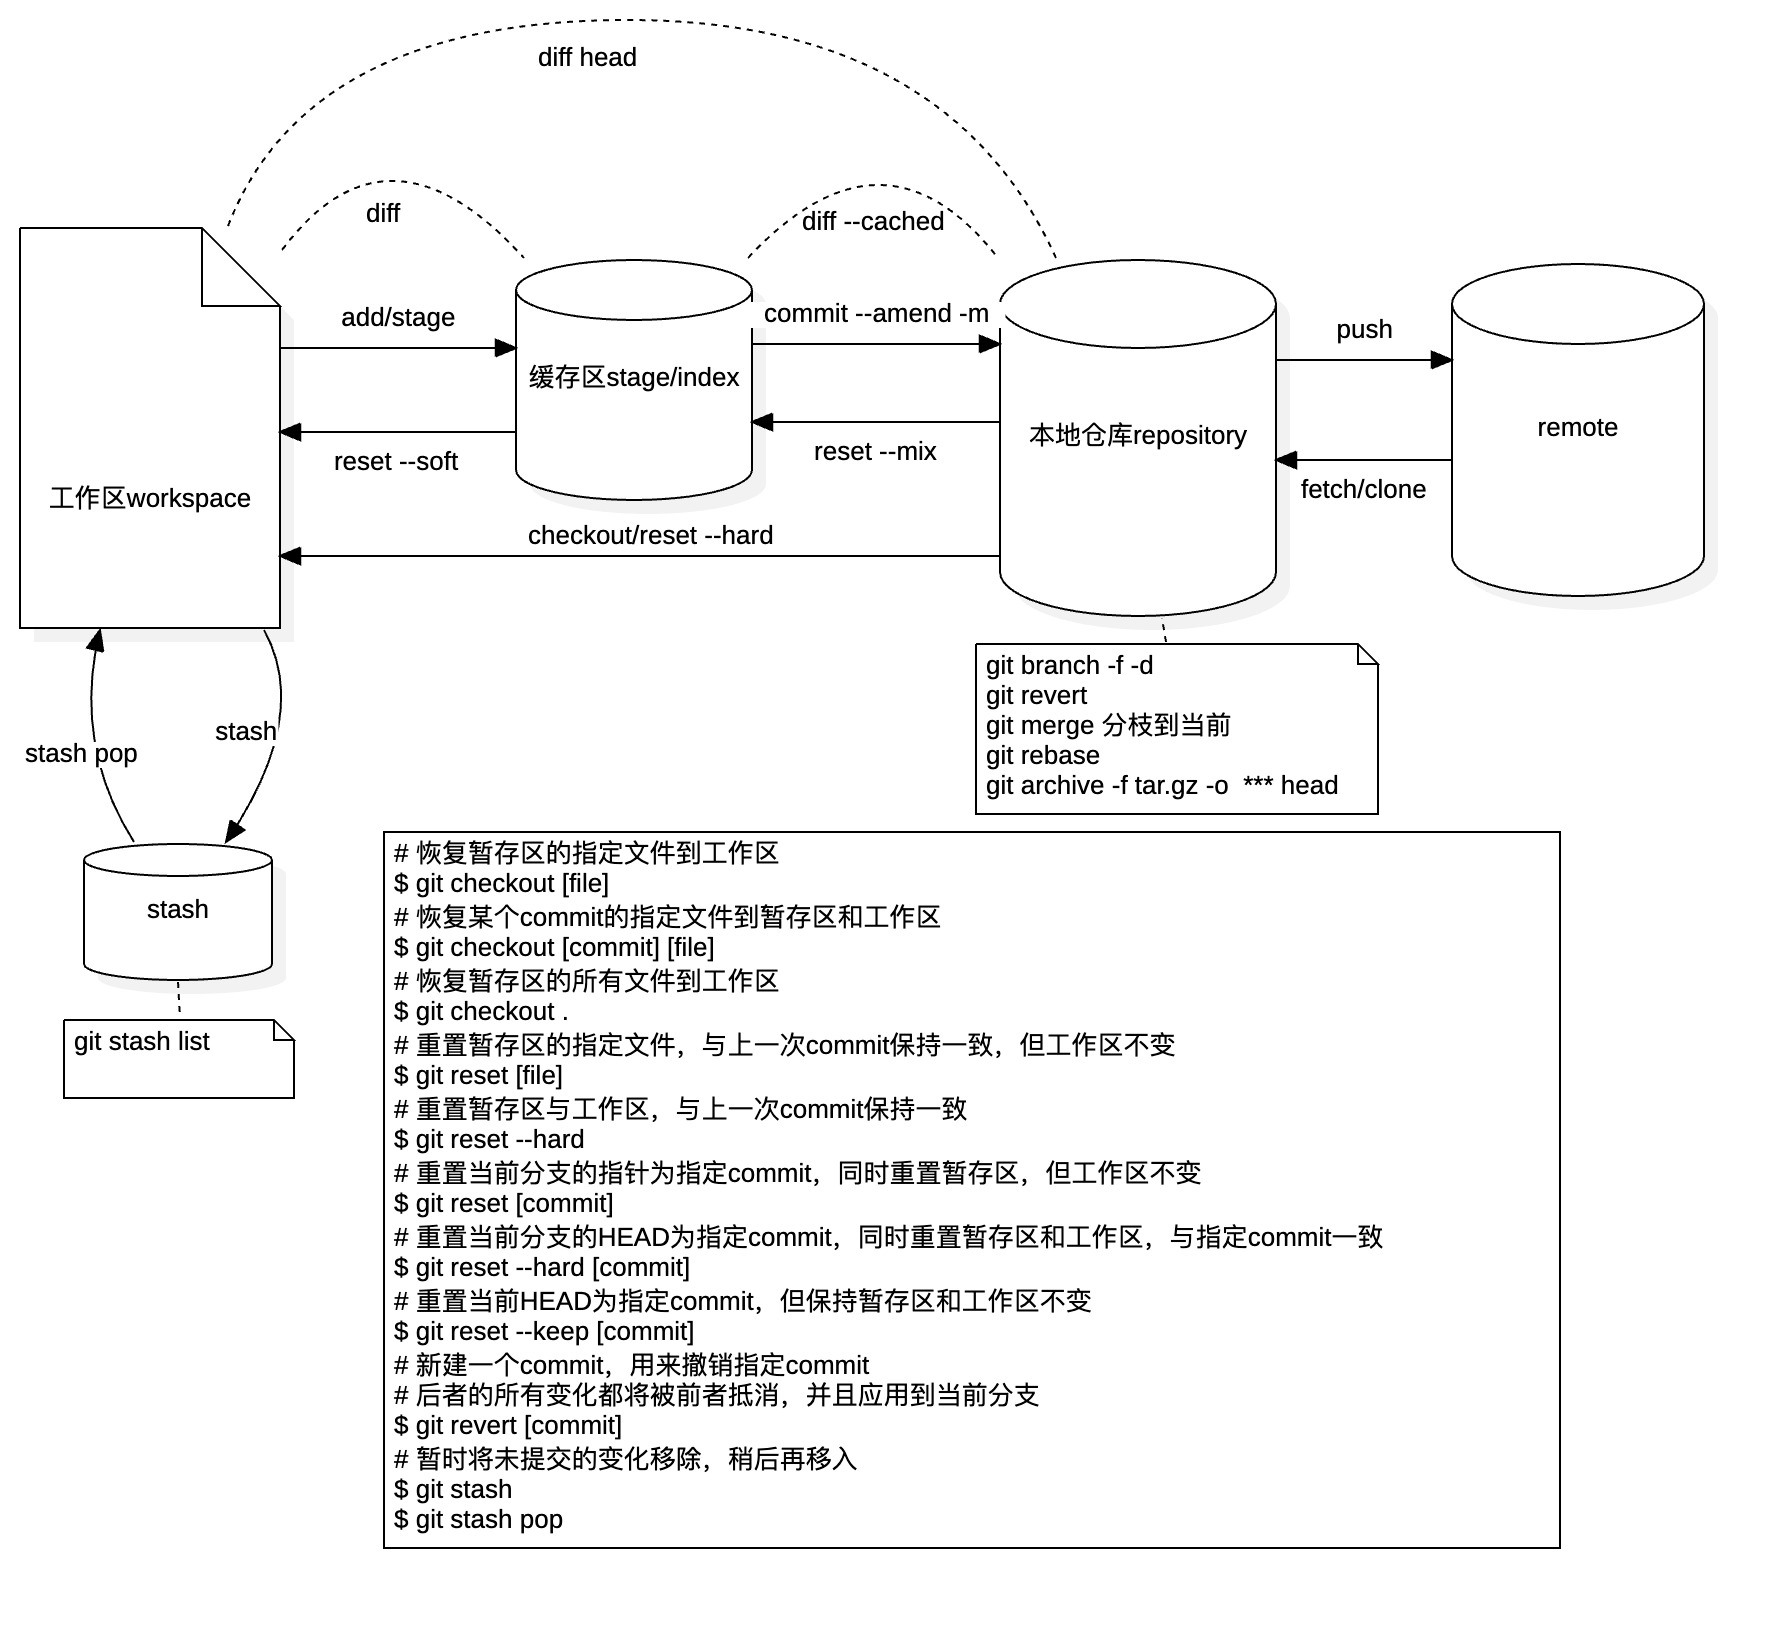 diff head
diff
diff --cached
add/stage
commit --amend -m
push
缓存区stage/index
本地仓库repository
remote
reset --soft
reset --mix
fetch/clone
工作区workspace
checkout/reset --hard
stash pop
stash
stash
git stash list
git branch -f -d
git revert
git merge 分枝到当前
git rebase
git archive -f tar.gz -o  *** head
# 恢复暂存区的指定文件到工作区
$ git checkout [file]
# 恢复某个commit的指定文件到暂存区和工作区
$ git checkout [commit] [file]
# 恢复暂存区的所有文件到工作区
$ git checkout .
# 重置暂存区的指定文件，与上一次commit保持一致，但工作区不变
$ git reset [file]
# 重置暂存区与工作区，与上一次commit保持一致
$ git reset --hard
# 重置当前分支的指针为指定commit，同时重置暂存区，但工作区不变
$ git reset [commit]
# 重置当前分支的HEAD为指定commit，同时重置暂存区和工作区，与指定commit一致
$ git reset --hard [commit]
# 重置当前HEAD为指定commit，但保持暂存区和工作区不变
$ git reset --keep [commit]
# 新建一个commit，用来撤销指定commit
# 后者的所有变化都将被前者抵消，并且应用到当前分支
$ git revert [commit]
# 暂时将未提交的变化移除，稍后再移入
$ git stash
$ git stash pop